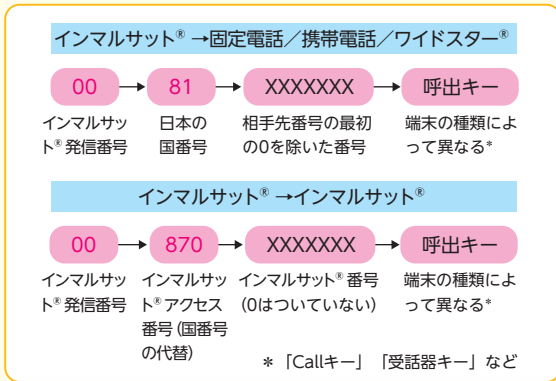 インマルサット® →固定電話／携帯電話／ワイドスター®
00 → 81 → XXXXXXX → 呼出キー
インマルサッ 日本の 相手先番号の最初 端末の種類によ
ト®発信番号 国番号 の0を除いた番号 って異なる*
インマルサット® →インマルサット®
00 → 870 → XXXXXXX → 呼出キー
インマルサッ インマルサッ インマルサット® 番号 端末の種類によ
ト®発信番号 ト®アクセス (0はついていない) って異なる*
番号(国番号
の代替)
＊「Callキー」「受話器キー」など